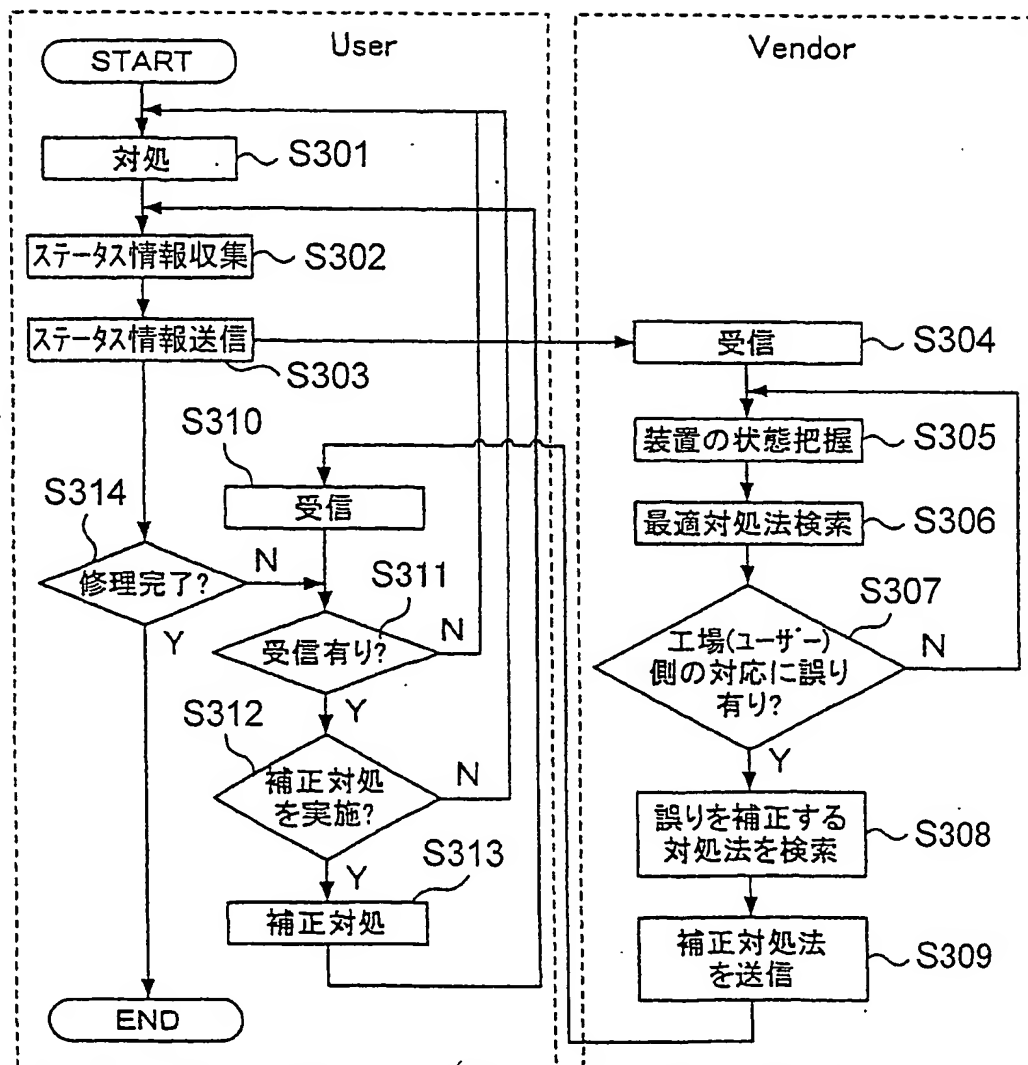 User
START
対処
S301
ステータス情報収集
S302
ステータス情報送信
S303
S310
受信
S314
修理完了?
N
Y
S311
受信有り?
N
Y
S312
補正対処
を実施?
N
Y
S313
補正対処
END
Vendor
受信
S304
装置の状態把握
S305
最適対処法検索
S306
S307
工場(ユーザー)
側の対応に誤り
有り?
N
Y
誤りを補正する
対処法を検索
S308
補正対処法
を送信
S309